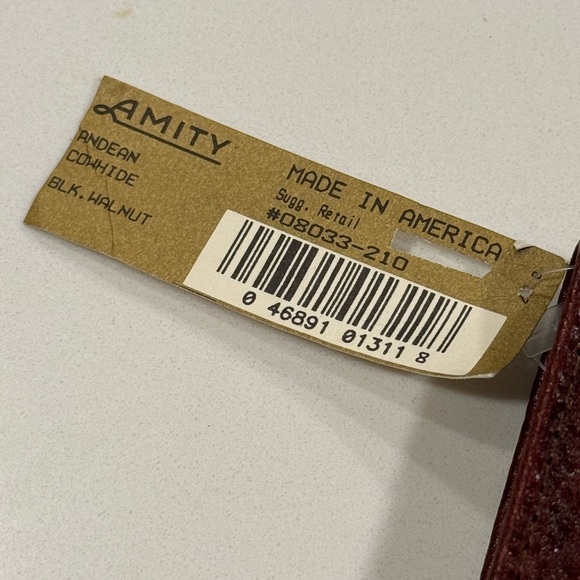 AMITY
ANDEAN
COWHIDE
BLK.WALNUT
MADE IN AMERICA
Sugg. Retail
#08033-210
0 46891 01311 8